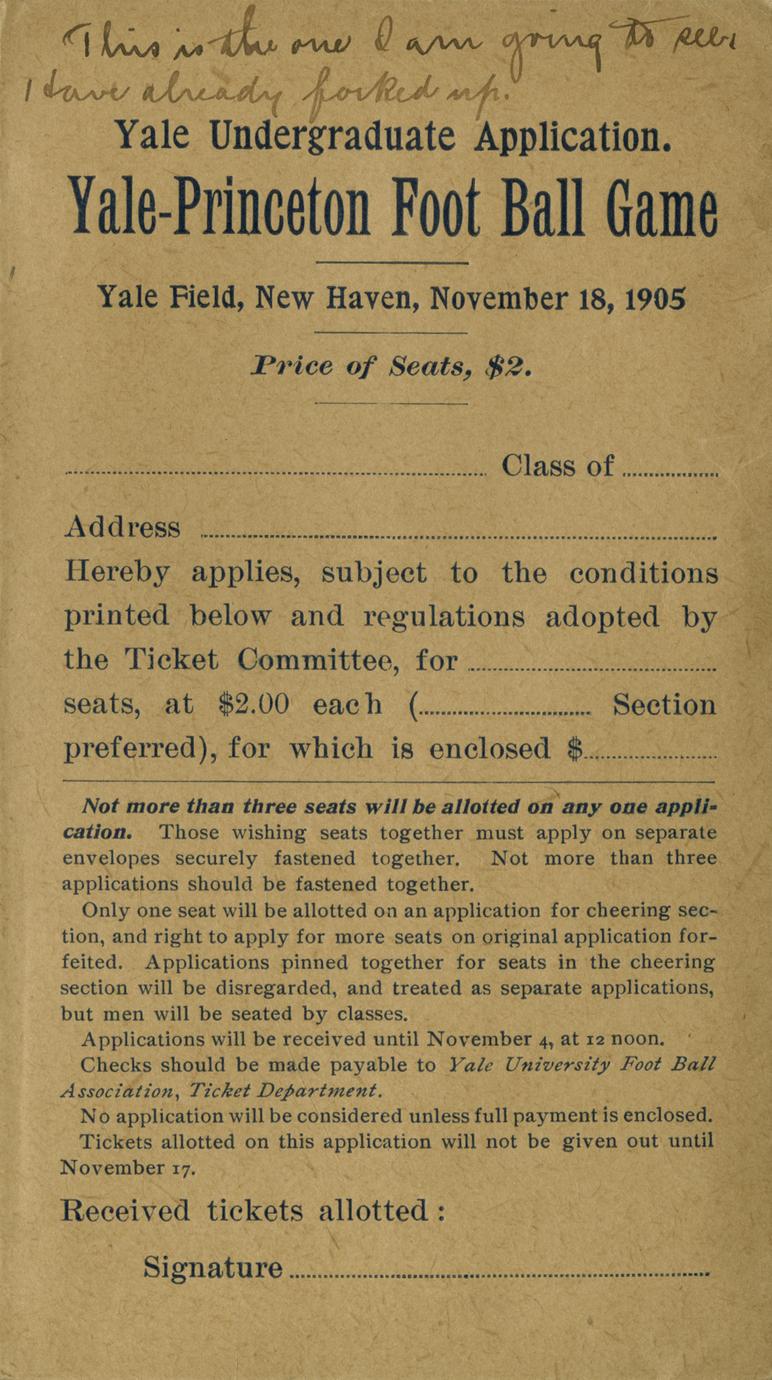 This is the one I am going to see.
I have already forked up.
Yale Undergraduate Application.
Yale-Princeton Foot Ball Game
Yale Field, New Haven, November 18, 1905
Price of Seats, $2.
Class of
Address
Hereby applies, subject to the conditions
printed below and regulations adopted by
the Ticket Committee, for
seats, at $2.00 each ( Section
preferred), for which is enclosed $
Not more than three seats will be allotted on any one appli-
cation. Those wishing seats together must apply on separate
envelopes securely fastened together. Not more than three
applications should be fastened together.
Only one seat will be allotted on an application for cheering sec-
tion, and right to apply for more seats on original application for-
feited. Applications pinned together for seats in the cheering
section will be disregarded, and treated as separate applications,
but men will be seated by classes.
Applications will be received until November 4, at 12 noon.
Checks should be made payable to Yale University Foot Ball
Association, Ticket Department.
No application will be considered unless full payment is enclosed.
Tickets allotted on this application will not be given out until
November 17.
Received tickets allotted :
Signature